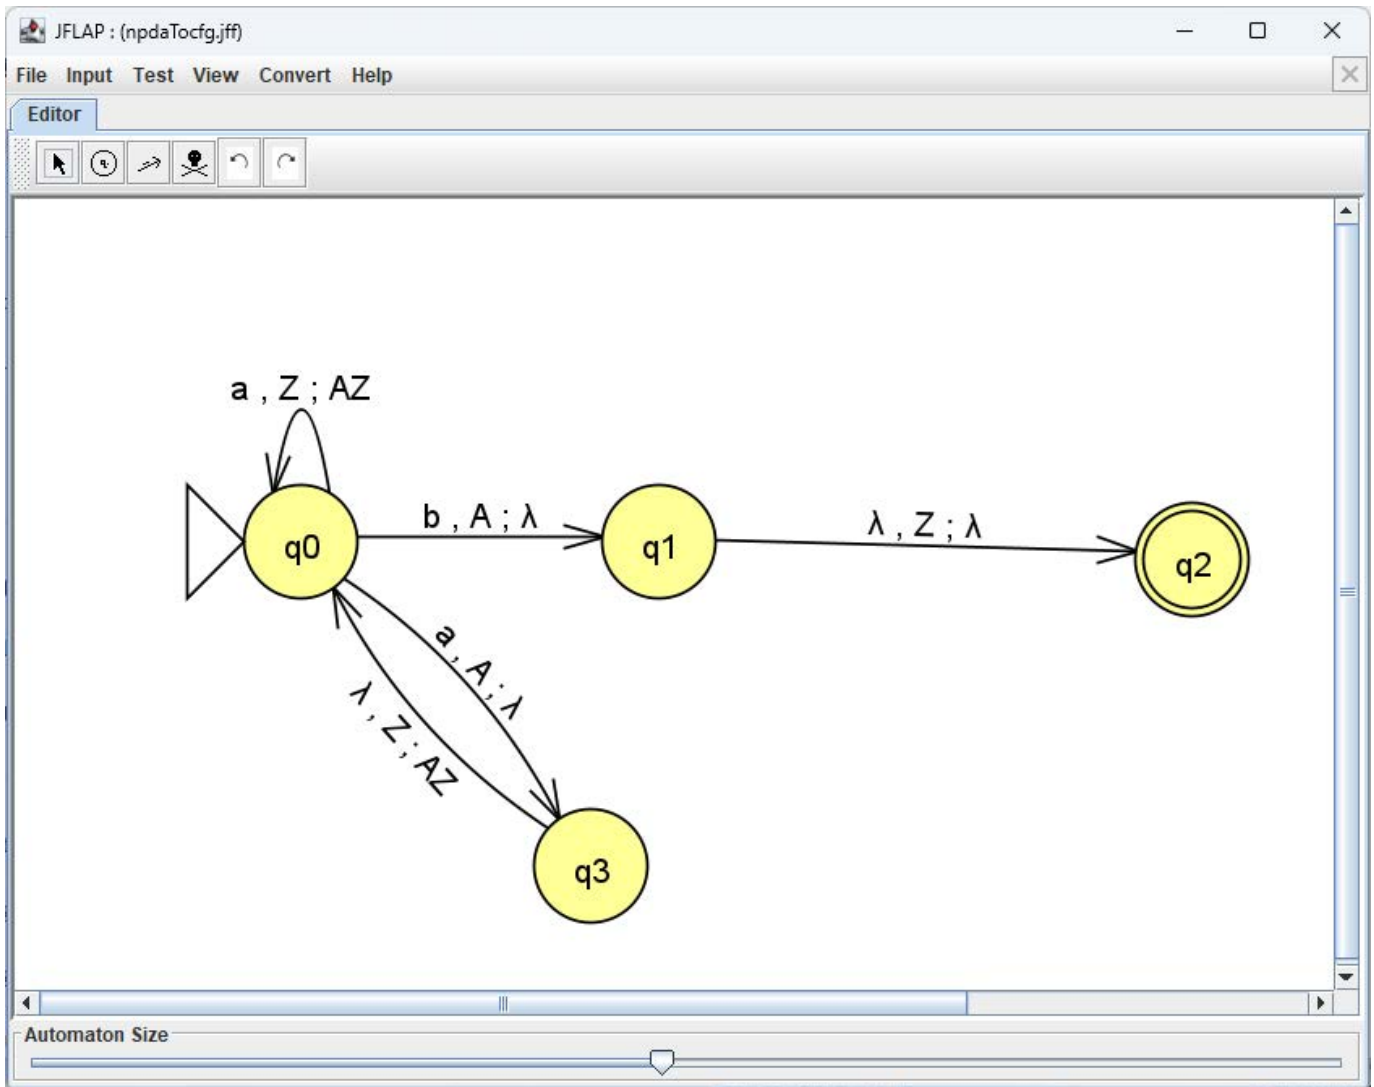 JFLAP : (npdaTocfg.jff)
File Input Test View Convert Help
Editor
a , Z ; AZ
b , A ; λ
λ , Z ; λ
q0
q1
q2
a , A ; λ
λ , Z ; AZ
q3
Automaton Size